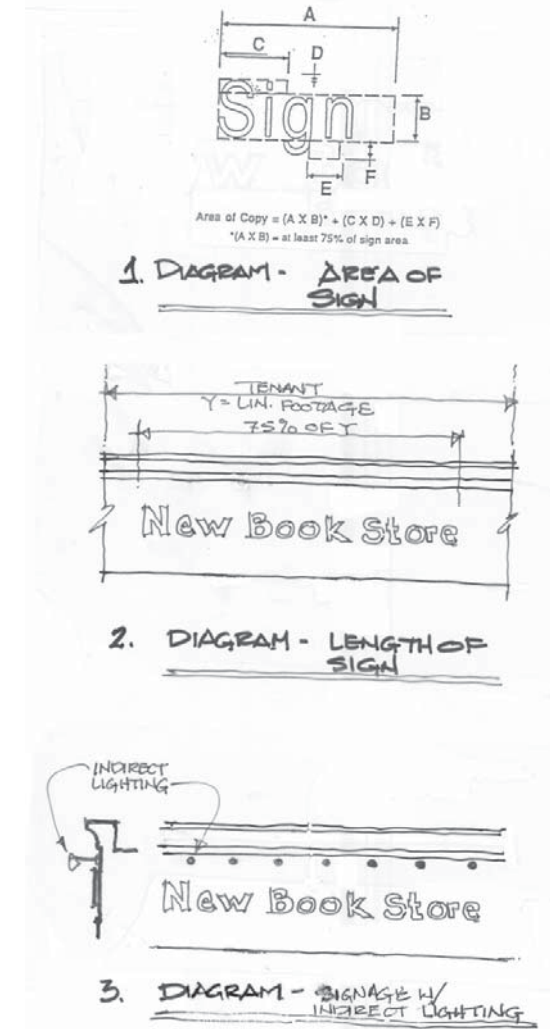 A
C
D
Sign
B
F
E
Area of Copy = (A X B)* + (C X D) + (E X F)
*(A X B) = at least 75% of sign area
1. DIAGRAM - AREA OF
SIGN
TENANT
Y = LIN. FOOTAGE
75% OF Y
New Book Store
2. DIAGRAM - LENGTH OF
SIGN
INDIRECT
LIGHTING
New Book Store
3. DIAGRAM - SIGNAGE W/
INDIRECT LIGHTING